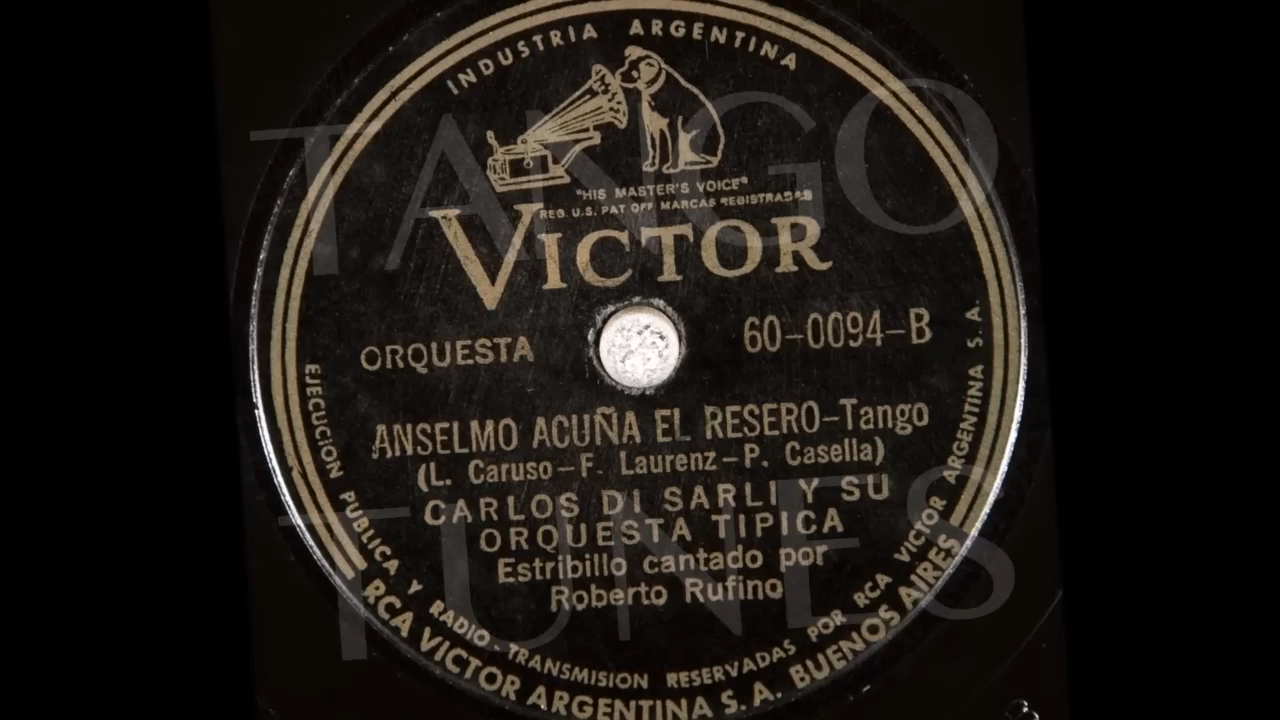 INDUSTRIA ARGENTINA
"HIS MASTER'S VOICE"
REG. U.S. PAT OFF MARCAS REGISTRADAS
VICTOR
ORQUESTA
60-0094-B
ANSELMO ACUÑA EL RESERO-Tango
(L. Caruso-F. Laurenz-P. Casella)
CARLOS DI SARLI Y SU
ORQUESTA TIPICA
Estribillo cantado por
Roberto Rufino
EJECUCIÓN PUBLICA Y RADIO-TRANSMISION RESERVADAS POR RCA VICTOR ARGENTINA S. A.
RCA VICTOR ARGENTINA S. A. BUENOS AIRES
TANGO
TUNES